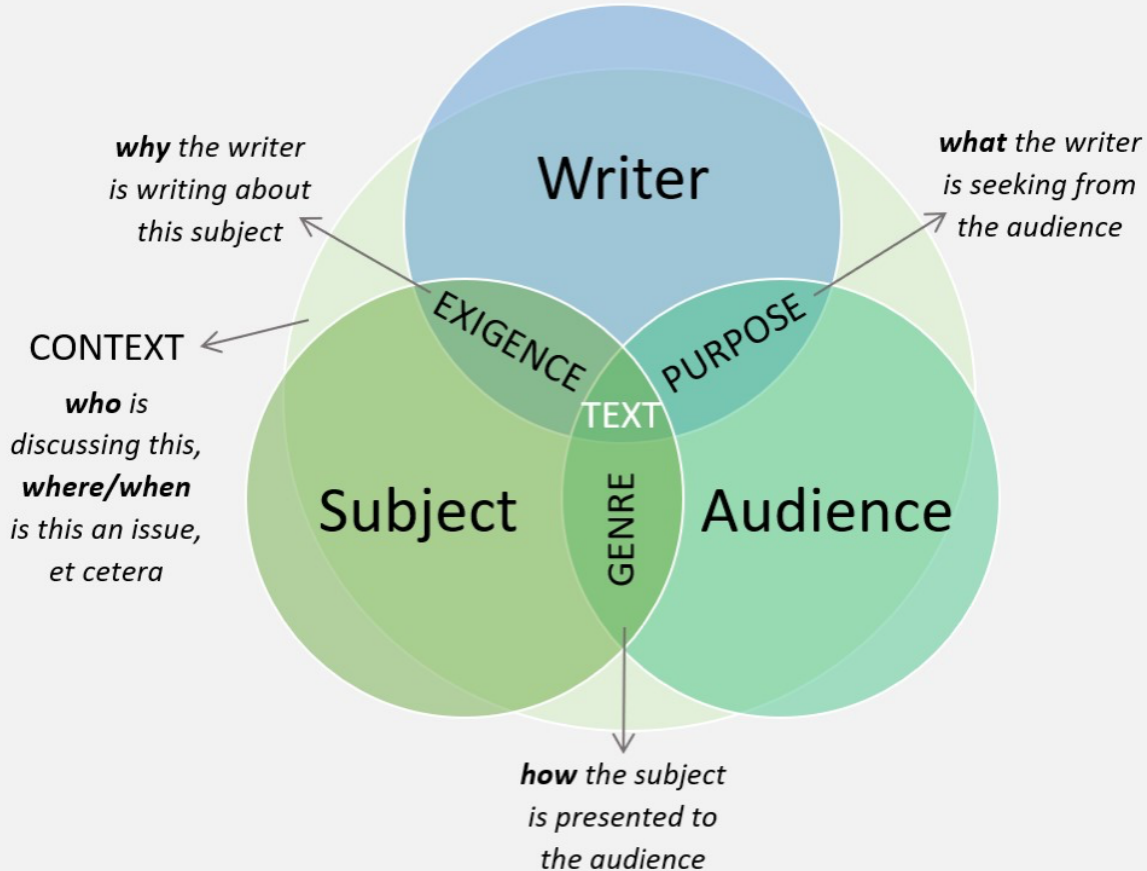 Writer
why the writer
is writing about
this subject
what the writer
is seeking from
the audience
EXIGENCE
PURPOSE
CONTEXT
who is
discussing this,
where/when
is this an issue,
et cetera
TEXT
Subject
GENRE
Audience
how the subject
is presented to
the audience